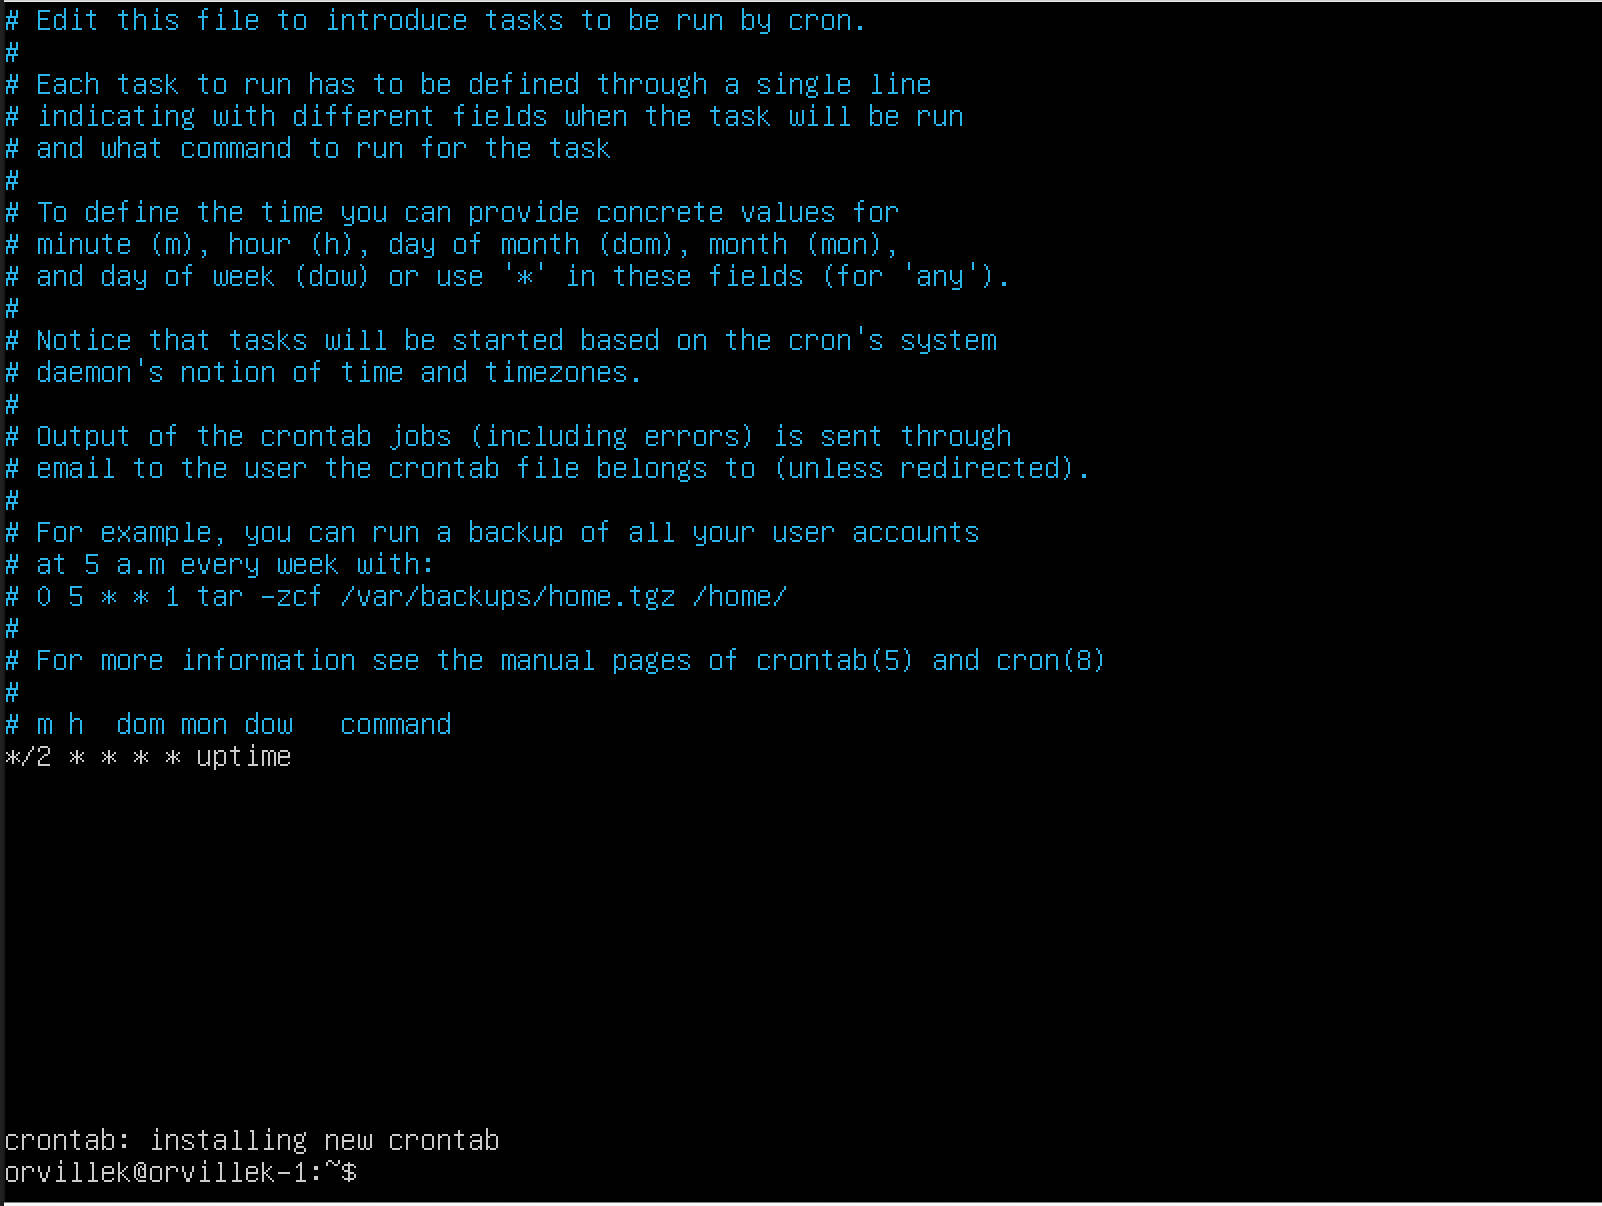 # Edit this file to introduce tasks to be run by cron.
#
# Each task to run has to be defined through a single line
# indicating with different fields when the task will be run
# and what command to run for the task
#
# To define the time you can provide concrete values for
# minute (m), hour (h), day of month (dom), month (mon),
# and day of week (dow) or use '*' in these fields (for 'any').
#
# Notice that tasks will be started based on the cron's system
# daemon's notion of time and timezones.
#
# Output of the crontab jobs (including errors) is sent through
# email to the user the crontab file belongs to (unless redirected).
#
# For example, you can run a backup of all your user accounts
# at 5 a.m every week with:
# 0 5 * * 1 tar -zcf /var/backups/home.tgz /home/
#
# For more information see the manual pages of crontab(5) and cron(8)
#
# m h  dom mon dow   command
*/2 * * * * uptime
crontab: installing new crontab
orvillek@orvillek-1:~$